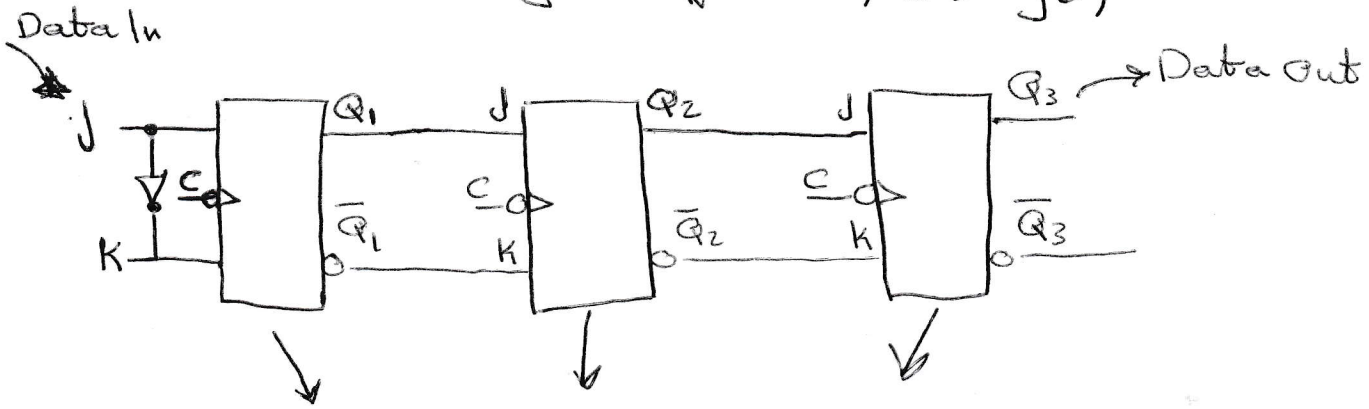 Data In
Data Out
J Q₁ J Q₂ J Q₃
C C C
K Q̅₁ K Q̅₂ K Q̅₃